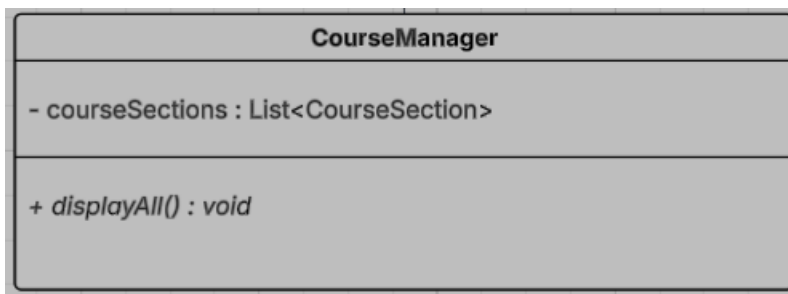 CourseManager
- courseSections : List<CourseSection>
+ displayAll() : void